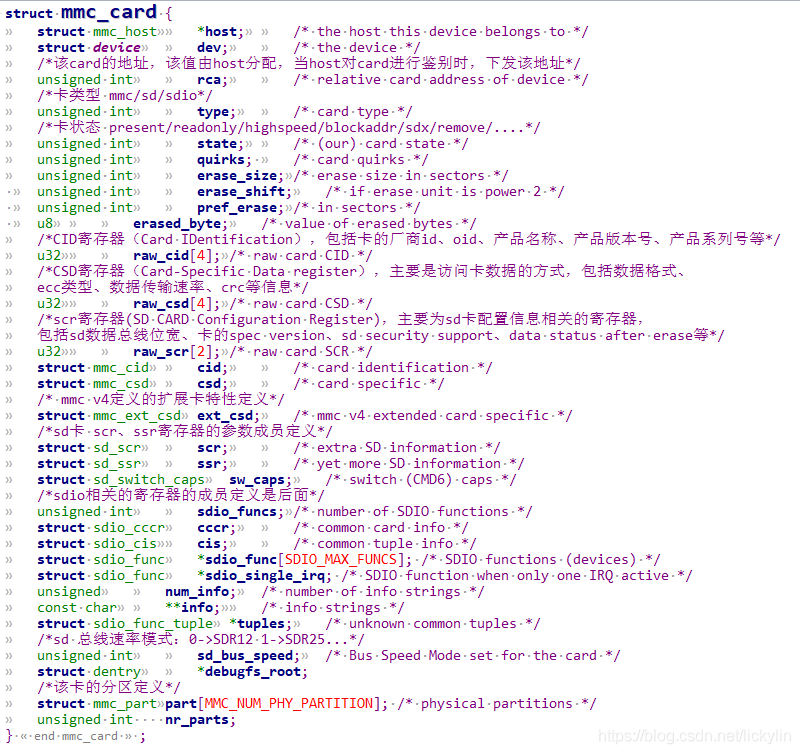 struct mmc_card {
struct mmc_host *host; /* the host this device belongs to */
struct device dev; /* the device */
/*该card的地址，该值由host分配，当host对card进行鉴别时，下发该地址*/
unsigned int rca; /* relative card address of device */
/*卡类型 mmc/sd/sdio*/
unsigned int type; /* card type */
/*卡状态 present/readonly/highspeed/blockaddr/sdx/remove/....*/
unsigned int state; /* (our) card state */
unsigned int quirks; /* card quirks */
unsigned int erase_size; /* erase size in sectors */
unsigned int erase_shift; /* if erase unit is power 2 */
unsigned int pref_erase; /* in sectors */
u8 erased_byte; /* value of erased bytes */
/*CID寄存器（Card IDentification），包括卡的厂商id、oid、产品名称、产品版本号、产品系列号等*/
u32 raw_cid[4]; /* raw card CID */
/*CSD寄存器（Card-Specific Data register），主要是访问卡数据的方式，包括数据格式、
ecc类型、数据传输速率、crc等信息*/
u32 raw_csd[4]; /* raw card CSD */
/*scr寄存器(SD CARD Configuration Register)，主要为sd卡配置信息相关的寄存器，
包括sd数据总线位宽、卡的spec version、sd security support、data status after erase等*/
u32 raw_scr[2]; /* raw card SCR */
struct mmc_cid cid; /* card identification */
struct mmc_csd csd; /* card specific */
/* mmc v4定义的扩展卡特性定义*/
struct mmc_ext_csd ext_csd; /* mmc v4 extended card specific */
/*sd卡 scr、ssr寄存器的参数成员定义*/
struct sd_scr scr; /* extra SD information */
struct sd_ssr ssr; /* yet more SD information */
struct sd_switch_caps sw_caps; /* switch (CMD6) caps */
/*sdio相关的寄存器的成员定义是后面*/
unsigned int sdio_funcs; /* number of SDIO functions */
struct sdio_cccr cccr; /* common card info */
struct sdio_cis cis; /* common tuple info */
struct sdio_func *sdio_func[SDIO_MAX_FUNCS]; /* SDIO functions (devices) */
struct sdio_func *sdio_single_irq; /* SDIO function when only one IRQ active */
unsigned num_info; /* number of info strings */
const char **info; /* info strings */
struct sdio_func_tuple *tuples; /* unknown common tuples */
/*sd 总线速率模式：0->SDR12 1->SDR25...*/
unsigned int sd_bus_speed; /* Bus Speed Mode set for the card */
struct dentry *debugfs_root;
/*该卡的分区定义*/
struct mmc_part part[MMC_NUM_PHY_PARTITION]; /* physical partitions */
unsigned int nr_parts;
} « end mmc_card » ;
https://blog.csdn.net/lickylin